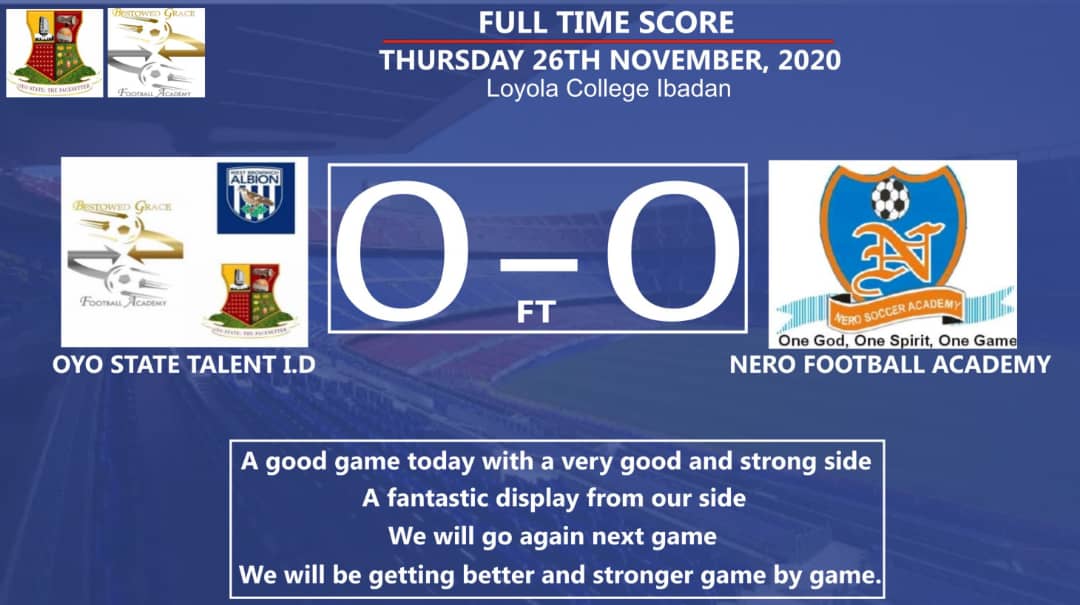 FULL TIME SCORE
THURSDAY 26TH NOVEMBER, 2020
Loyola College Ibadan
OYO STATE: THE PACESETTER
BESTOWED GRACE
FOOTBALL ACADEMY
BESTOWED GRACE
FOOTBALL ACADEMY
WEST BROMWICH
ALBION
OYO STATE: THE PACESETTER
OYO STATE TALENT I.D
0 – 0
FT
N
NERO SOCCER ACADEMY
One God, One Spirit, One Game
NERO FOOTBALL ACADEMY
A good game today with a very good and strong side
A fantastic display from our side
We will go again next game
We will be getting better and stronger game by game.